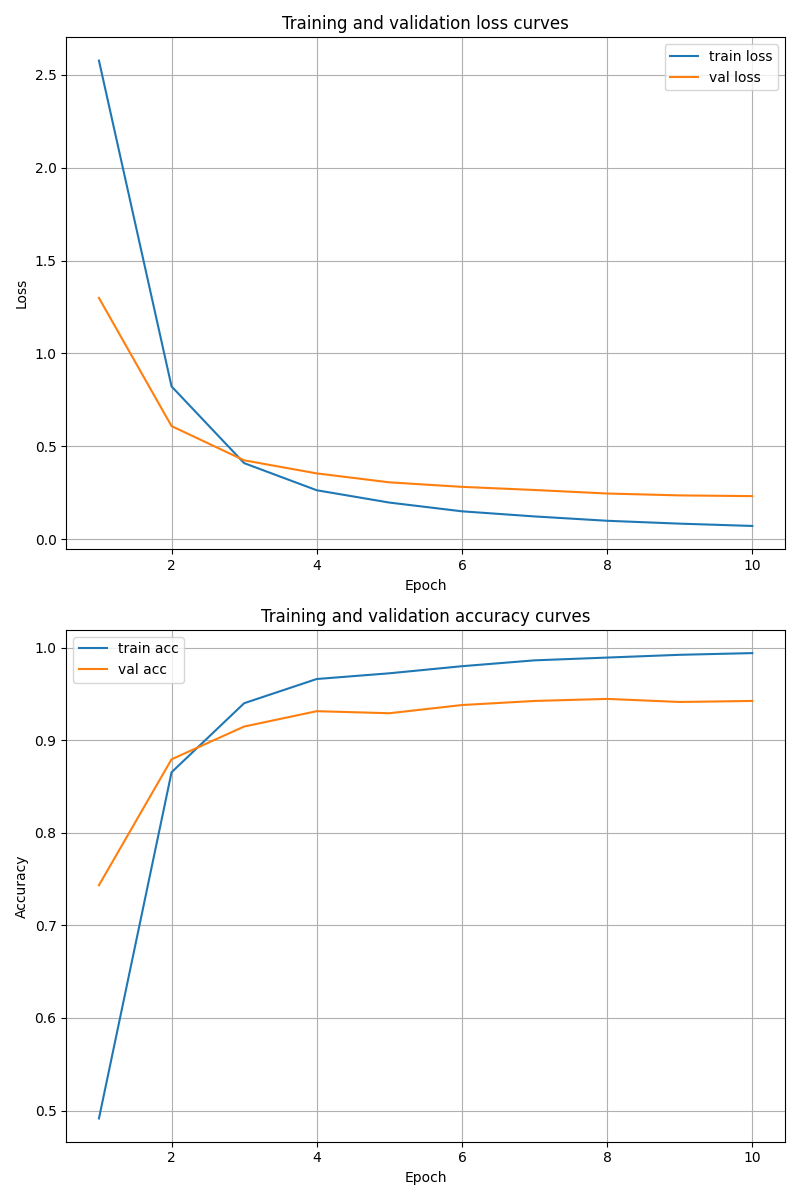 Training and validation loss curves
train loss
val loss
2.5
2.0
1.5
1.0
0.5
0.0
Loss
2 4 6 8 10
Epoch
Training and validation accuracy curves
train acc
val acc
1.0
0.9
0.8
0.7
0.6
0.5
Accuracy
2 4 6 8 10
Epoch